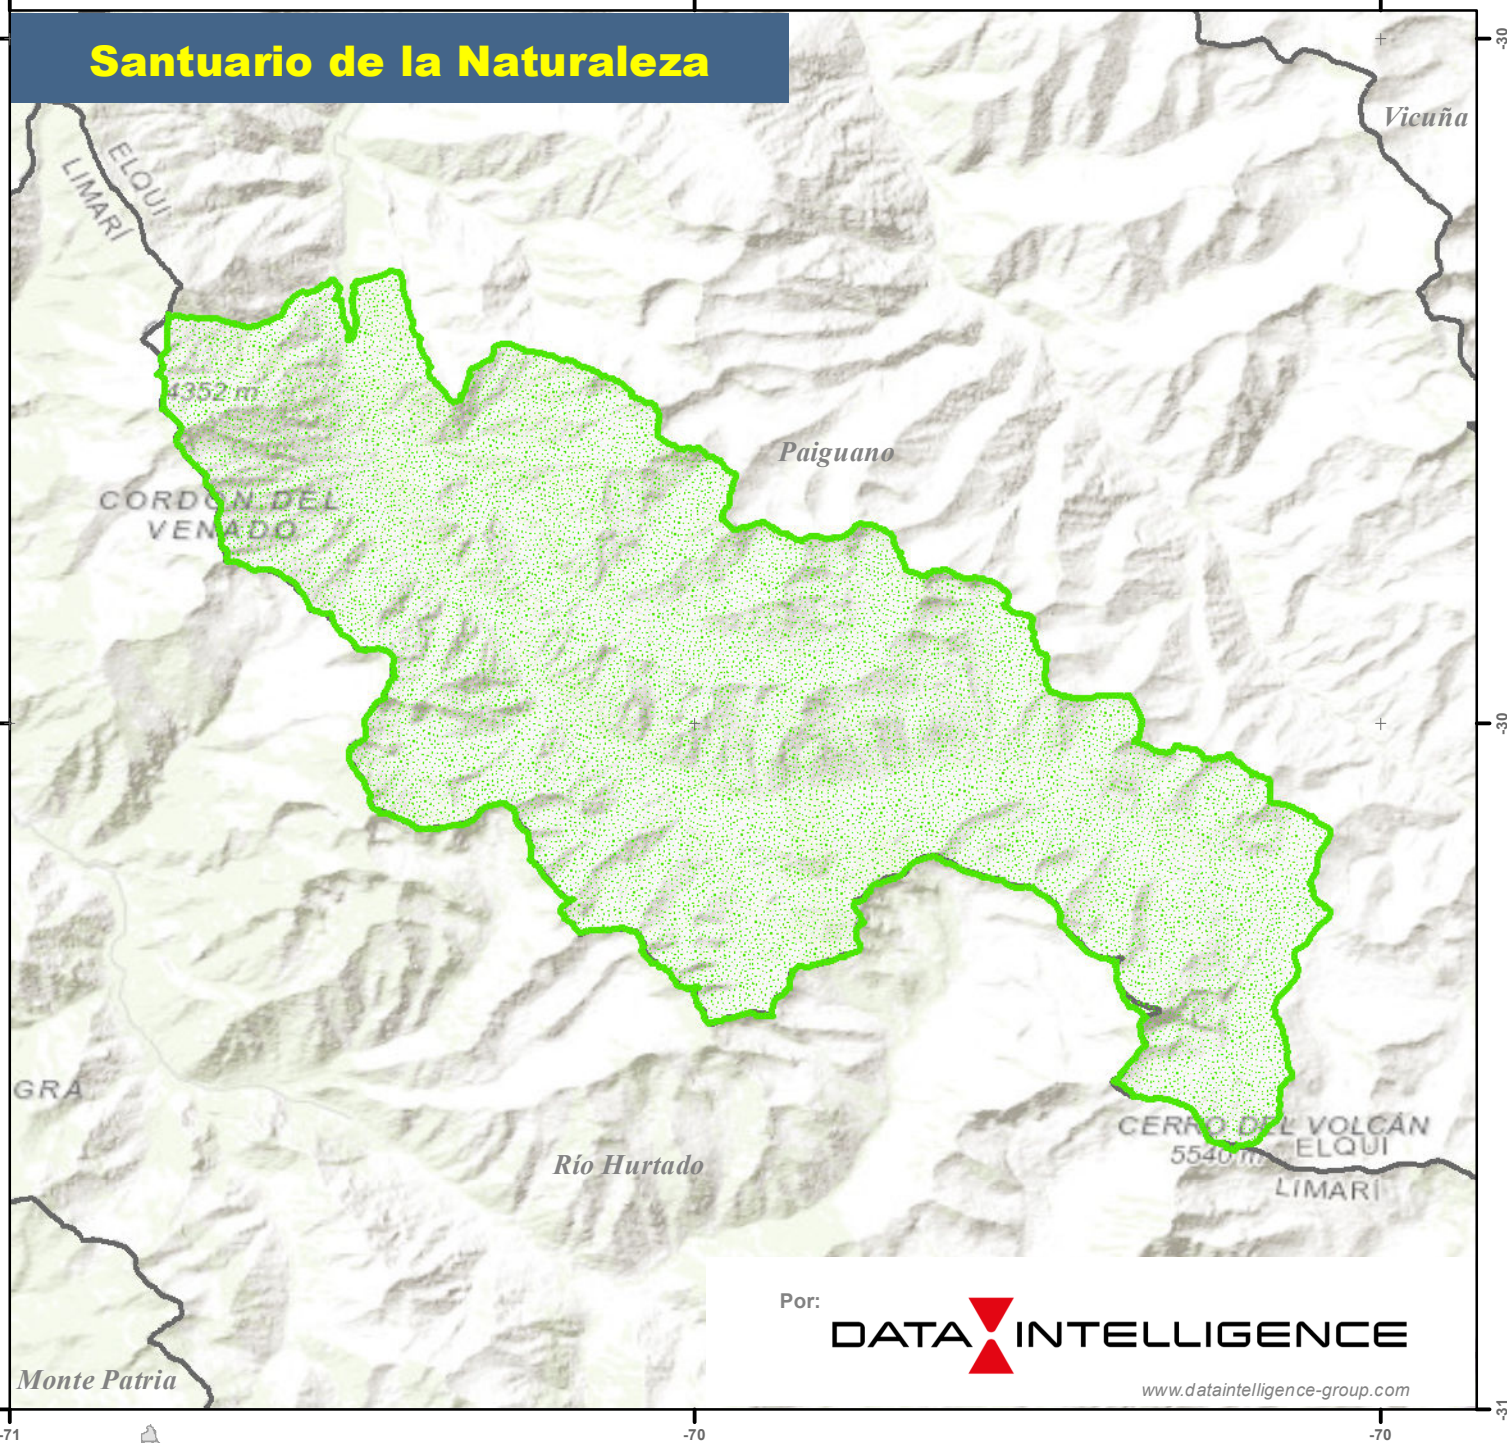 Santuario de la Naturaleza
-30
Vicuña
ELQUI
LIMARÍ
4352 m
Paiguano
CORDÓN DEL
VENADO
-30
GRA
CERRO DEL VOLCÁN
5540 m
ELQUI
LIMARÍ
Río Hurtado
Por:
DATA INTELLIGENCE
www.dataintelligence-group.com
Monte Patria
-31
-71
-70
-70